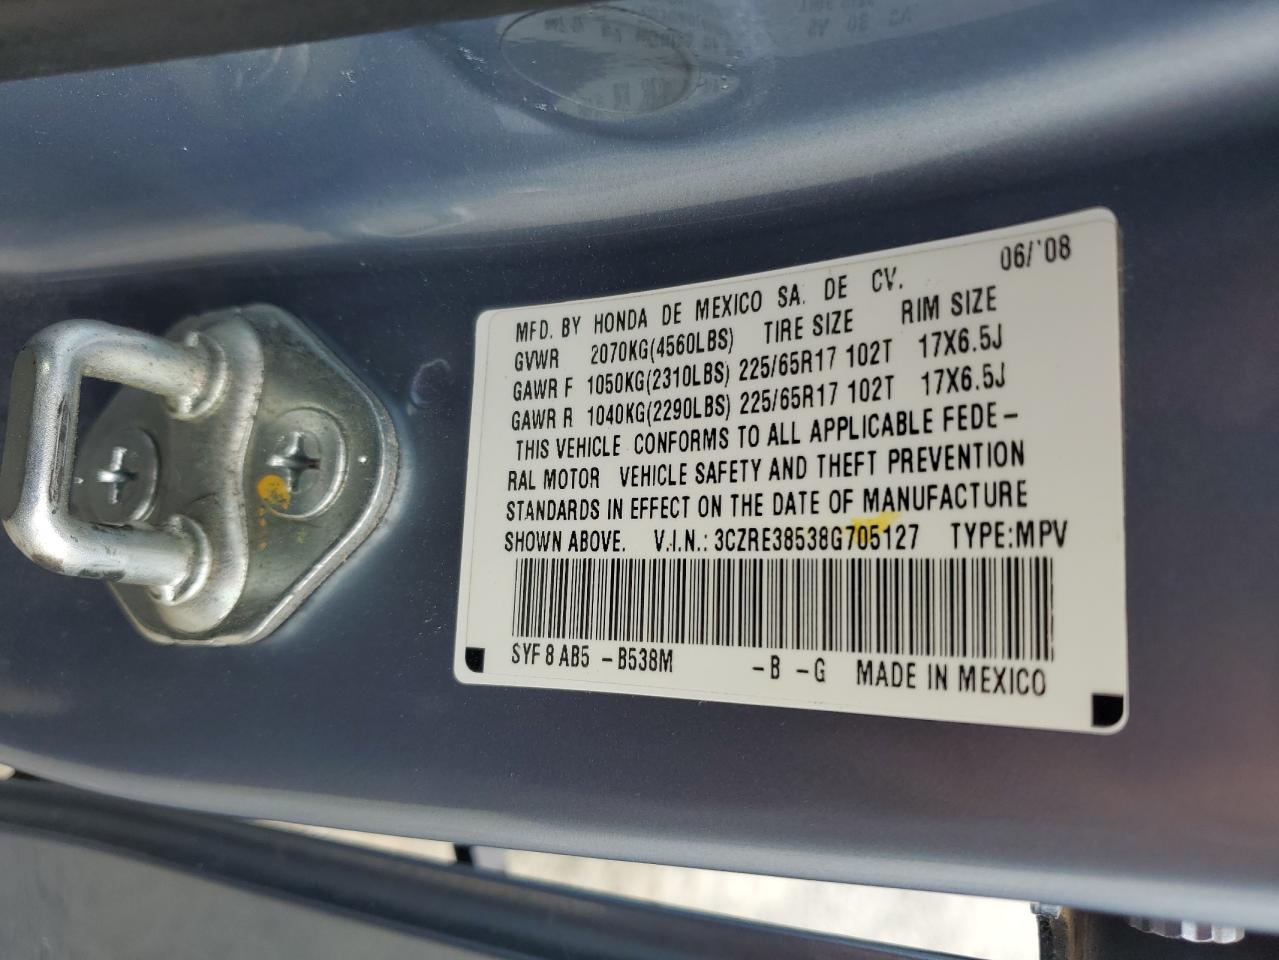 MFD. BY HONDA DE MEXICO SA. DE CV. 06/'08
GVWR 2070KG(4560LBS) TIRE SIZE RIM SIZE
GAWR F 1050KG(2310LBS) 225/65R17 102T 17X6.5J
GAWR R 1040KG(2290LBS) 225/65R17 102T 17X6.5J
THIS VEHICLE CONFORMS TO ALL APPLICABLE FEDE-
RAL MOTOR VEHICLE SAFETY AND THEFT PREVENTION
STANDARDS IN EFFECT ON THE DATE OF MANUFACTURE
SHOWN ABOVE. V.I.N.: 3CZRE38538G705127 TYPE:MPV
SYF 8 AB5 -B538M -B -G MADE IN MEXICO